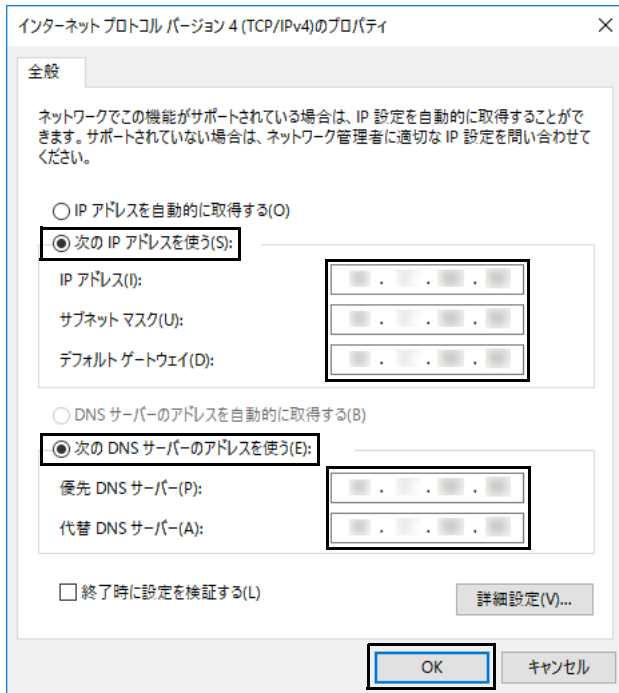 インターネット プロトコル バージョン 4 (TCP/IPv4)のプロパティ
全般
ネットワークでこの機能がサポートされている場合は、IP 設定を自動的に取得することがで
きます。サポートされていない場合は、ネットワーク管理者に適切な IP 設定を問い合わせて
ください。
IP アドレスを自動的に取得する(O)
次の IP アドレスを使う(S):
IP アドレス(I):
サブネット マスク(U):
デフォルト ゲートウェイ(D):
DNS サーバーのアドレスを自動的に取得する(B)
次の DNS サーバーのアドレスを使う(E):
優先 DNS サーバー(P):
代替 DNS サーバー(A):
終了時に設定を検証する(L)
詳細設定(V)...
OK
キャンセル